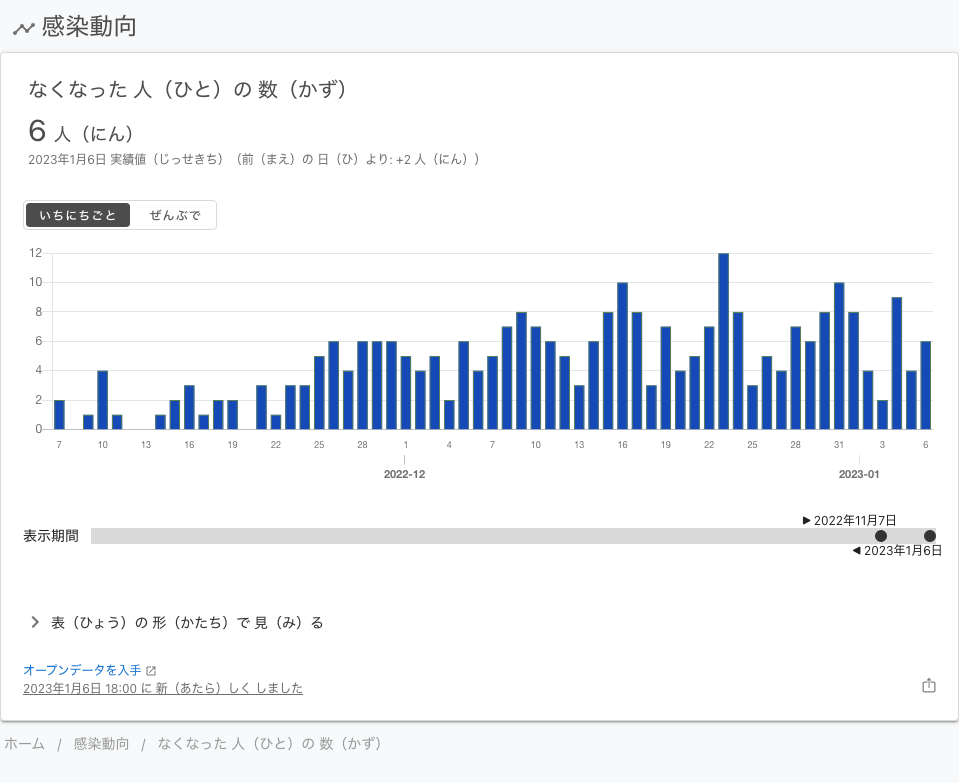 感染動向
なくなった 人（ひと）の 数（かず）
6 人（にん）
2023年1月6日 実績値（じっせきち）（前（まえ）の 日（ひ）より: +2 人（にん））
いちにちごと ぜんぶで
12
10
8
6
4
2
0
7 10 13 16 19 22 25 28 1 4 7 10 13 16 19 22 25 28 31 3 6
2022-12 2023-01
▶ 2022年11月7日
表示期間
◀ 2023年1月6日
表（ひょう）の 形（かたち）で 見（み）る
オープンデータを入手
2023年1月6日 18:00 に 新（あたら）しく しました
ホーム / 感染動向 / なくなった 人（ひと）の 数（かず）